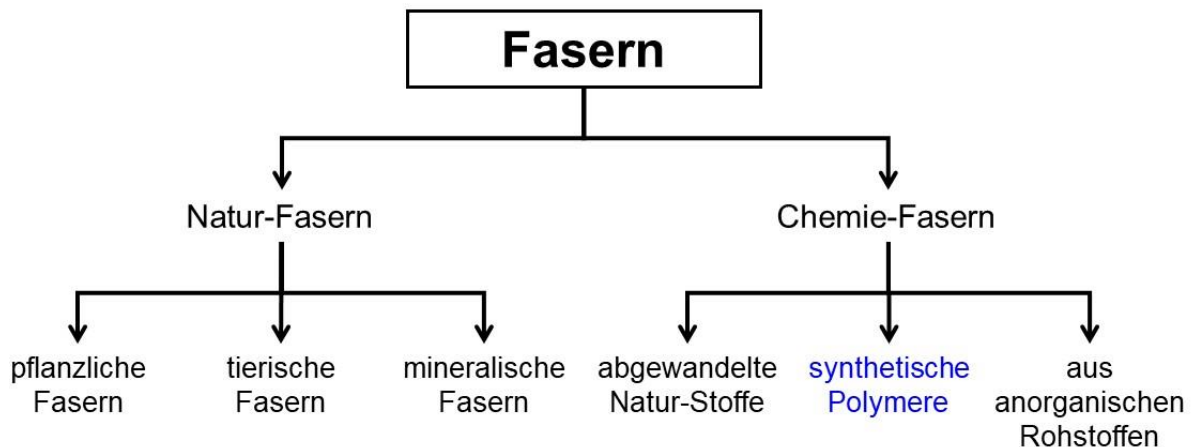 Fasern
Natur-Fasern
Chemie-Fasern
pflanzliche
Fasern
tierische
Fasern
mineralische
Fasern
abgewandelte
Natur-Stoffe
synthetische
Polymere
aus
anorganischen
Rohstoffen